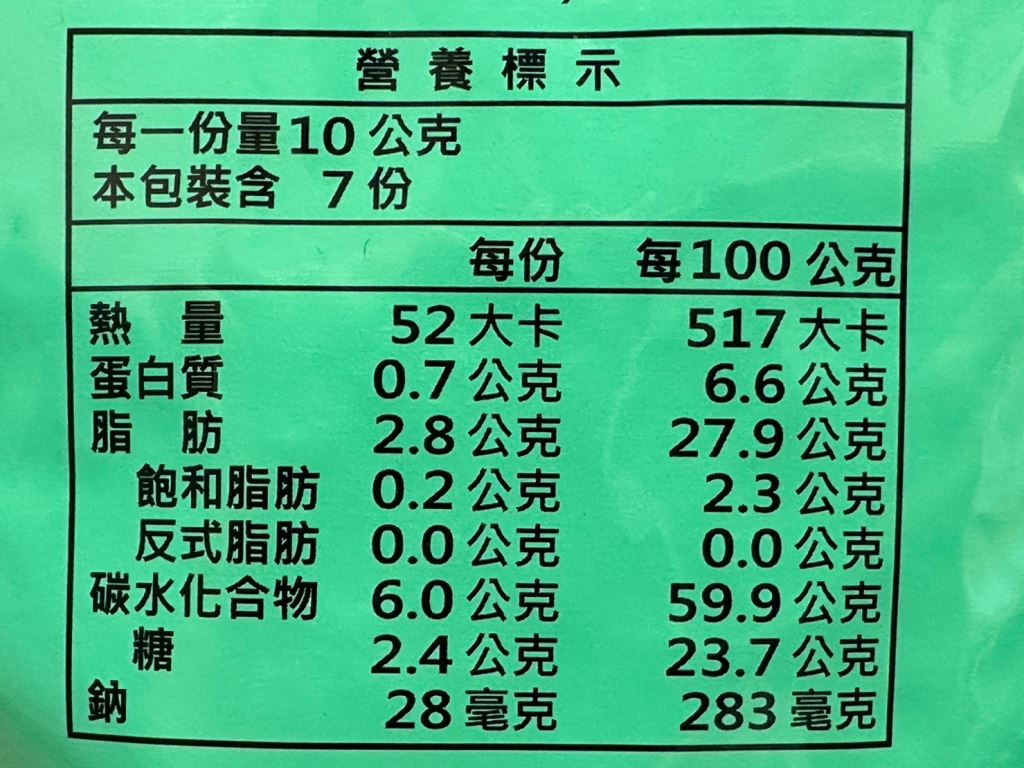 營養標示
每一份量10公克
本包裝含 7份
每份 每100公克
熱量 52大卡 517大卡
蛋白質 0.7公克 6.6公克
脂肪 2.8公克 27.9公克
飽和脂肪 0.2公克 2.3公克
反式脂肪 0.0公克 0.0公克
碳水化合物 6.0公克 59.9公克
糖 2.4公克 23.7公克
鈉 28毫克 283毫克